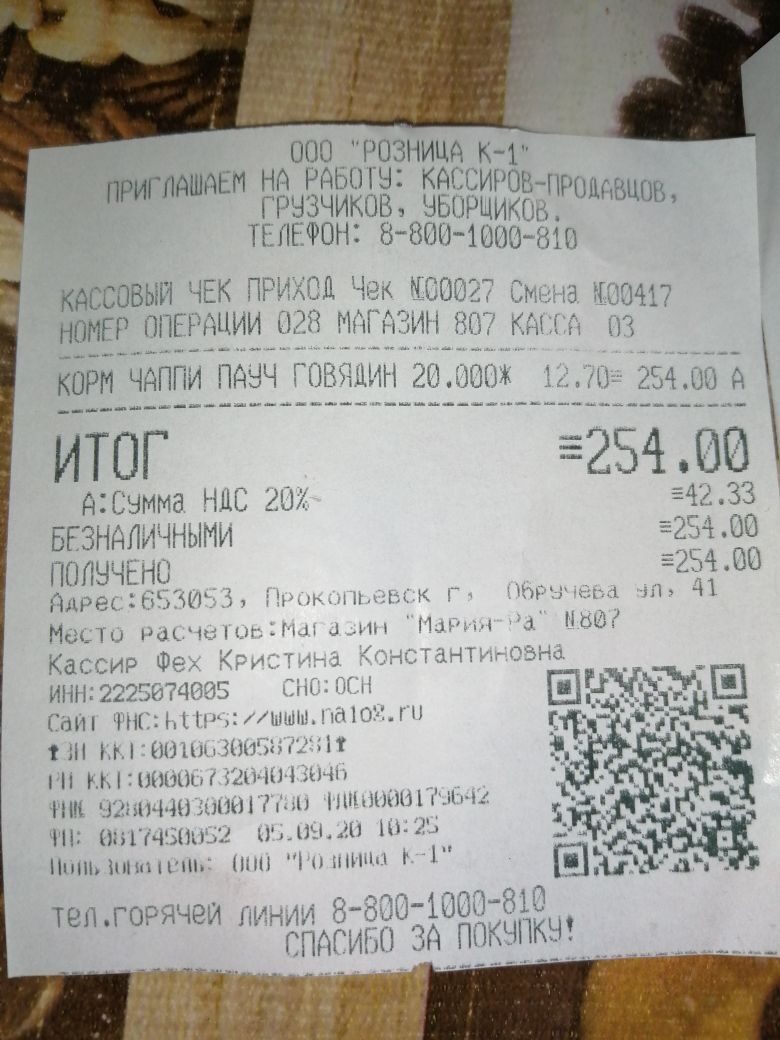 ООО "РОЗНИЦА К-1"
ПРИГЛАШАЕМ НА РАБОТУ: КАССИРОВ-ПРОДАВЦОВ,
ГРУЗЧИКОВ, УБОРЩИКОВ.
ТЕЛЕФОН: 8-800-1000-810
КАССОВЫЙ ЧЕК ПРИХОД Чек №00027 Смена №00417
НОМЕР ОПЕРАЦИИ 028 МАГАЗИН 807 КАССА 03
КОРМ ЧАППИ ПАУЧ ГОВЯДИН 20.000* 12.70= 254.00 А
ИТОГ =254.00
А:Сумма НДС 20% =42.33
БЕЗНАЛИЧНЫМИ =254.00
ПОЛУЧЕНО =254.00
Адрес:653053, Прокопьевск г, Обручева ул, 41
Место расчетов:Магазин "Мария-Ра" №807
Кассир Фех Кристина Константиновна
ИНН:2225074005 СНО:ОСН
Сайт ФНС:https://www.nalog.ru
ЗН ККТ:00106300587281
РН ККТ:0000673204043046
ФН№ 9280440300017780 ФД№0000179642
ФП: 0817450052 05.09.20 10:25
Пользователь: ООО "Розница К-1"
тел.горячей линии 8-800-1000-810
СПАСИБО ЗА ПОКУПКУ!